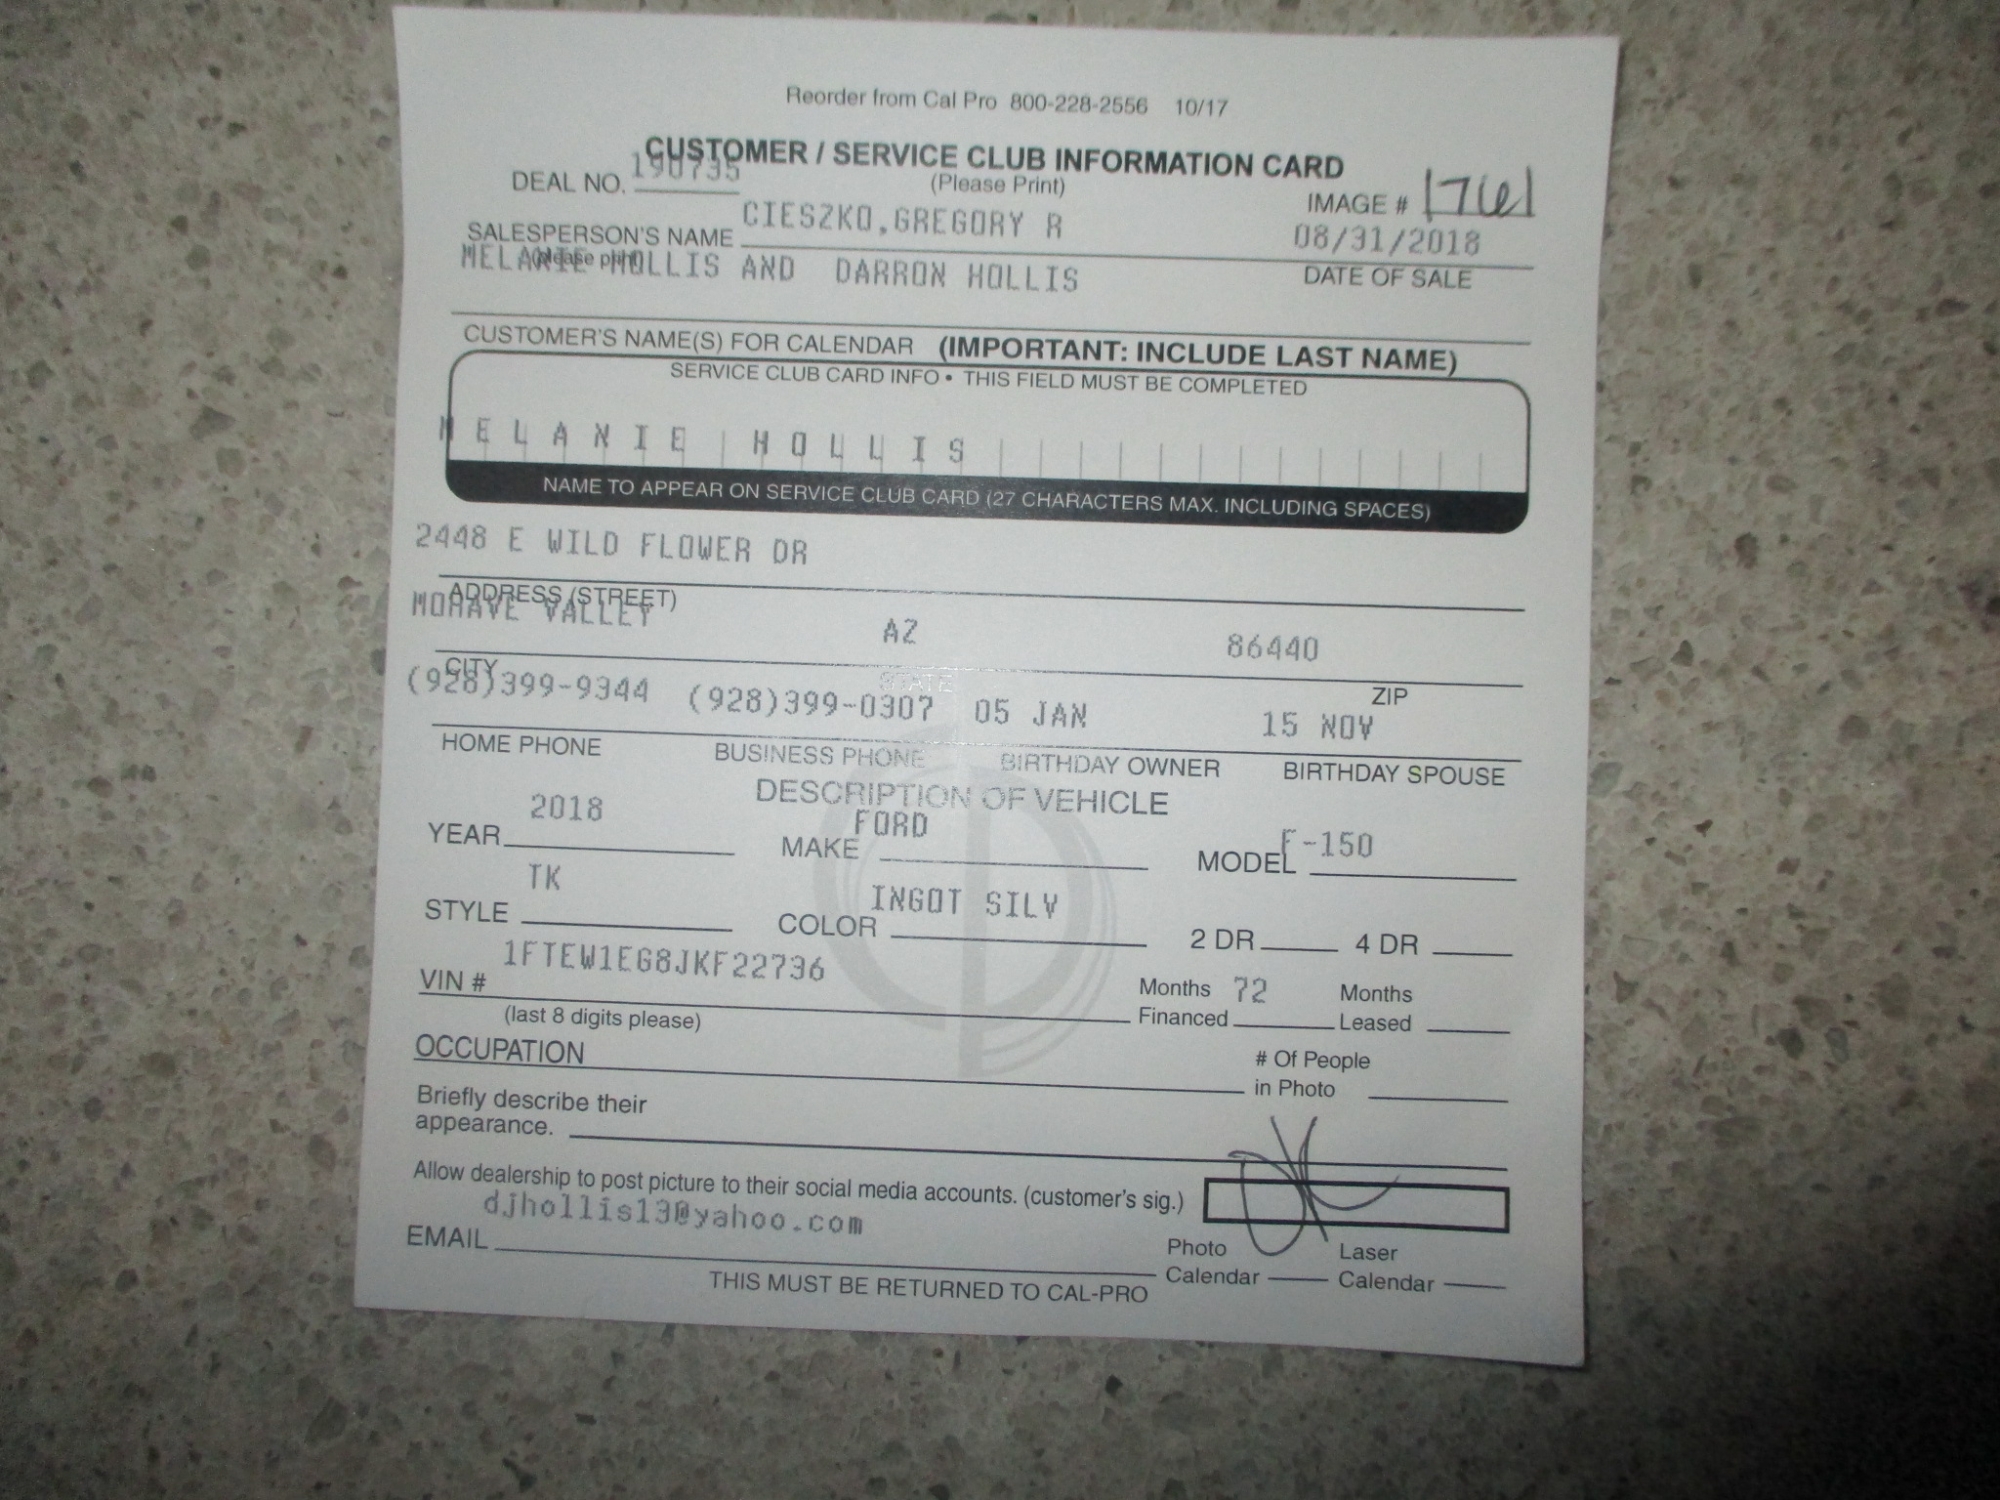 Reorder from Cal Pro 800-228-2556 10/17
CUSTOMER / SERVICE CLUB INFORMATION CARD
DEAL NO. 190735 (Please Print)
IMAGE # 1761
SALESPERSON'S NAME CIESZKO,GREGORY R 08/31/2018
(please print) DATE OF SALE
MELANIE HOLLIS AND DARRON HOLLIS
CUSTOMER'S NAME(S) FOR CALENDAR (IMPORTANT: INCLUDE LAST NAME)
SERVICE CLUB CARD INFO • THIS FIELD MUST BE COMPLETED
MELANIE HOLLIS
NAME TO APPEAR ON SERVICE CLUB CARD (27 CHARACTERS MAX. INCLUDING SPACES)
2448 E WILD FLOWER DR
ADDRESS (STREET)
MOHAVE VALLEY AZ 86440
CITY STATE ZIP
(928)399-9344 (928)399-0307 05 JAN 15 NOV
HOME PHONE BUSINESS PHONE BIRTHDAY OWNER BIRTHDAY SPOUSE
DESCRIPTION OF VEHICLE
YEAR 2018 MAKE FORD MODEL F-150
STYLE TK COLOR INGOT SILV 2 DR 4 DR
VIN # 1FTEW1EG8JKF22736 Months Financed 72 Months Leased
(last 8 digits please)
OCCUPATION # Of People in Photo
Briefly describe their
appearance.
Allow dealership to post picture to their social media accounts. (customer's sig.)
EMAIL djhollis13@yahoo.com Photo Calendar Laser Calendar
THIS MUST BE RETURNED TO CAL-PRO